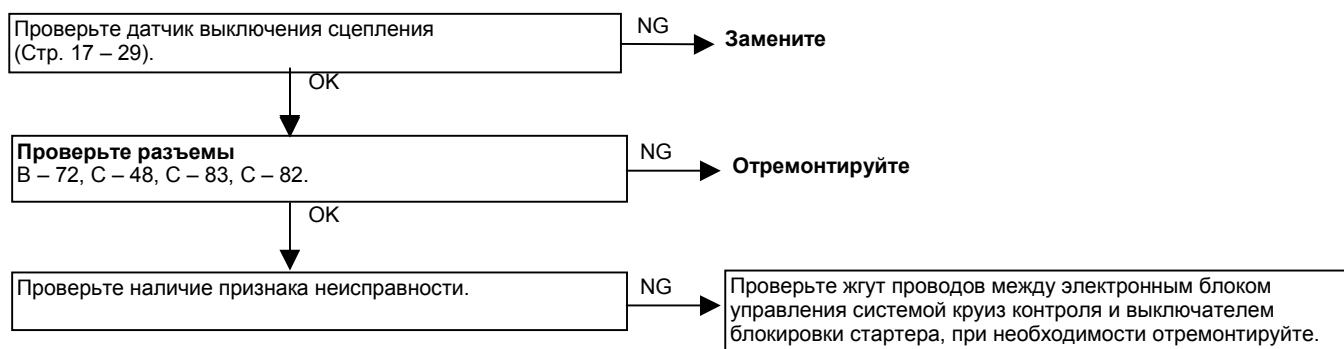 Проверьте датчик выключения сцепления
(Стр. 17 – 29).
NG
Замените
OK
Проверьте разъемы
В – 72, С – 48, С – 83, С – 82.
NG
Отремонтируйте
OK
Проверьте наличие признака неисправности.
NG
Проверьте жгут проводов между электронным блоком
управления системой круиз контроля и выключателем
блокировки стартера, при необходимости отремонтируйте.